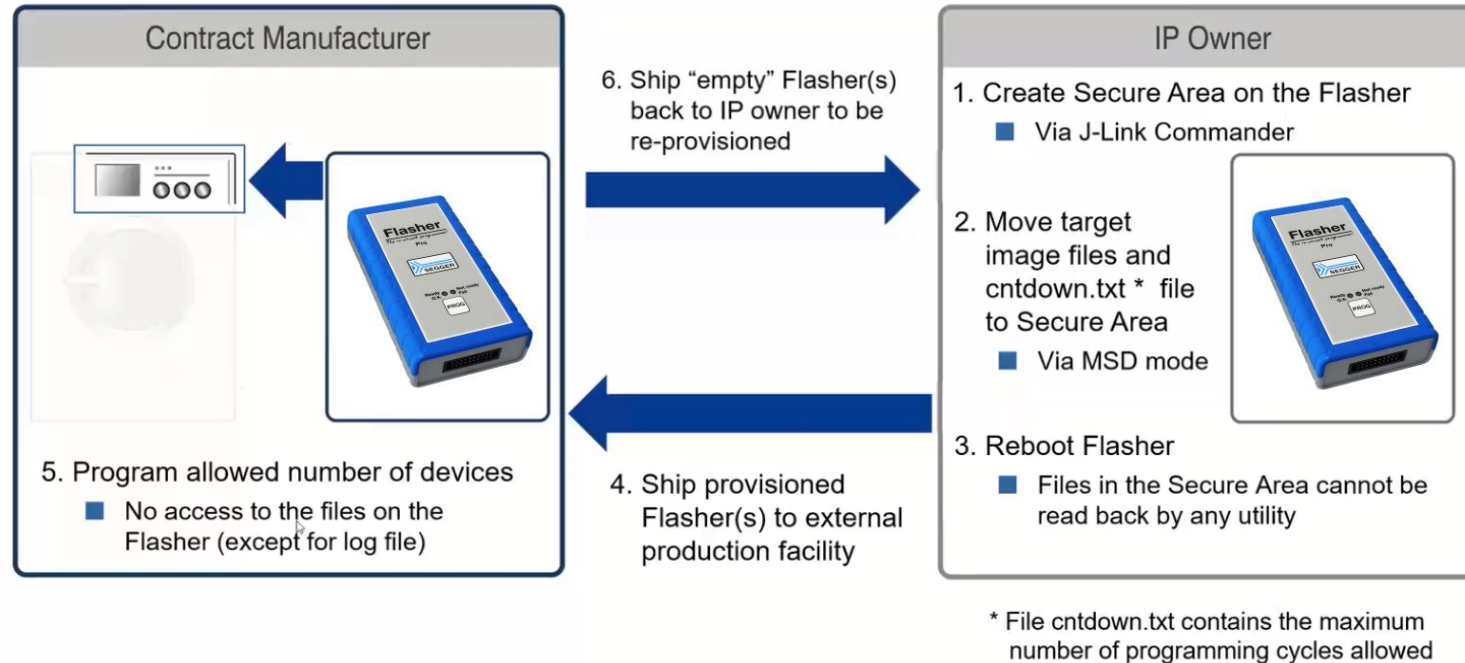 Contract Manufacturer
6. Ship “empty” Flasher(s)
back to IP owner to be
re-provisioned
Flasher
Pro
SEGGER
PROG
5. Program allowed number of devices
No access to the files on the
Flasher (except for log file)
4. Ship provisioned
Flasher(s) to external
production facility
IP Owner
1. Create Secure Area on the Flasher
Via J-Link Commander
2. Move target
image files and
cntdown.txt * file
to Secure Area
Via MSD mode
Flasher
Pro
SEGGER
PROG
3. Reboot Flasher
Files in the Secure Area cannot be
read back by any utility
* File cntdown.txt contains the maximum
number of programming cycles allowed